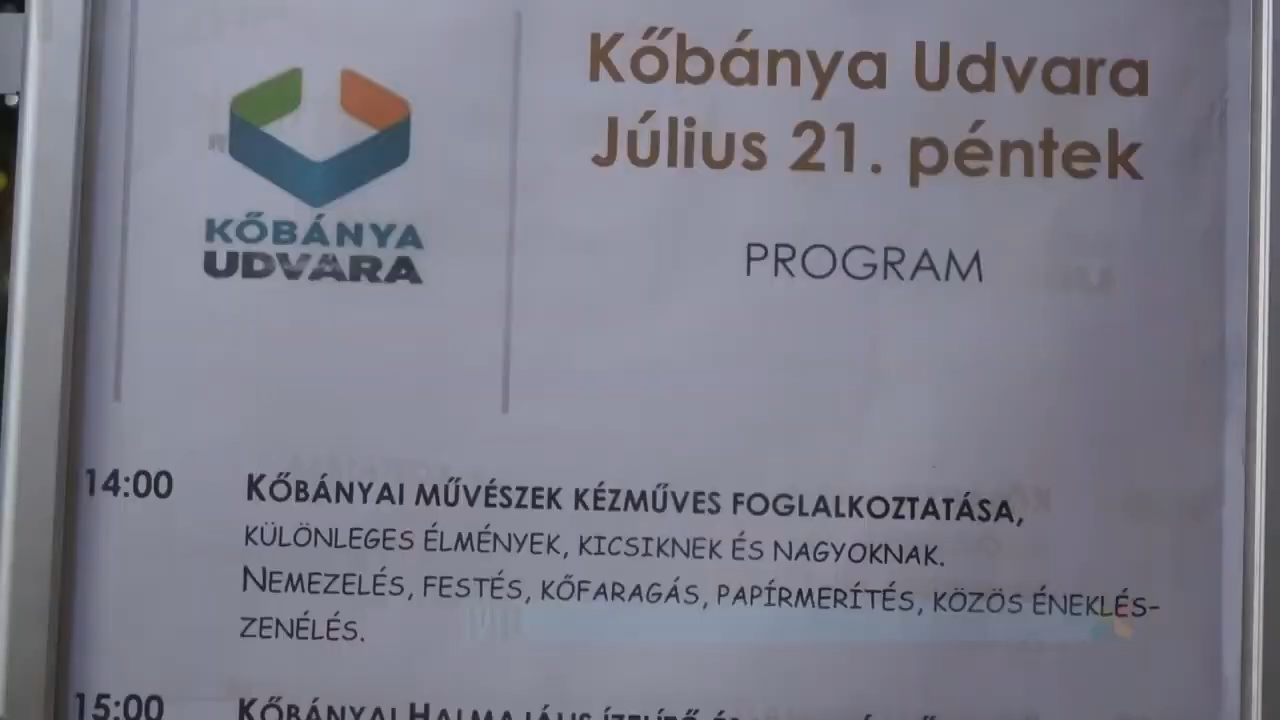 KŐBÁNYA
UDVARA
Kőbánya Udvara
Július 21. péntek
PROGRAM
14:00 KŐBÁNYAI MŰVÉSZEK KÉZMŰVES FOGLALKOZTATÁSA,
KÜLÖNLEGES ÉLMÉNYEK, KICSIKNEK ÉS NAGYOKNAK.
NEMEZELÉS, FESTÉS, KŐFARAGÁS, PAPÍRMERÍTÉS, KÖZÖS ÉNEKLÉS-
ZENÉLÉS.
15:00 KŐBÁNYAI